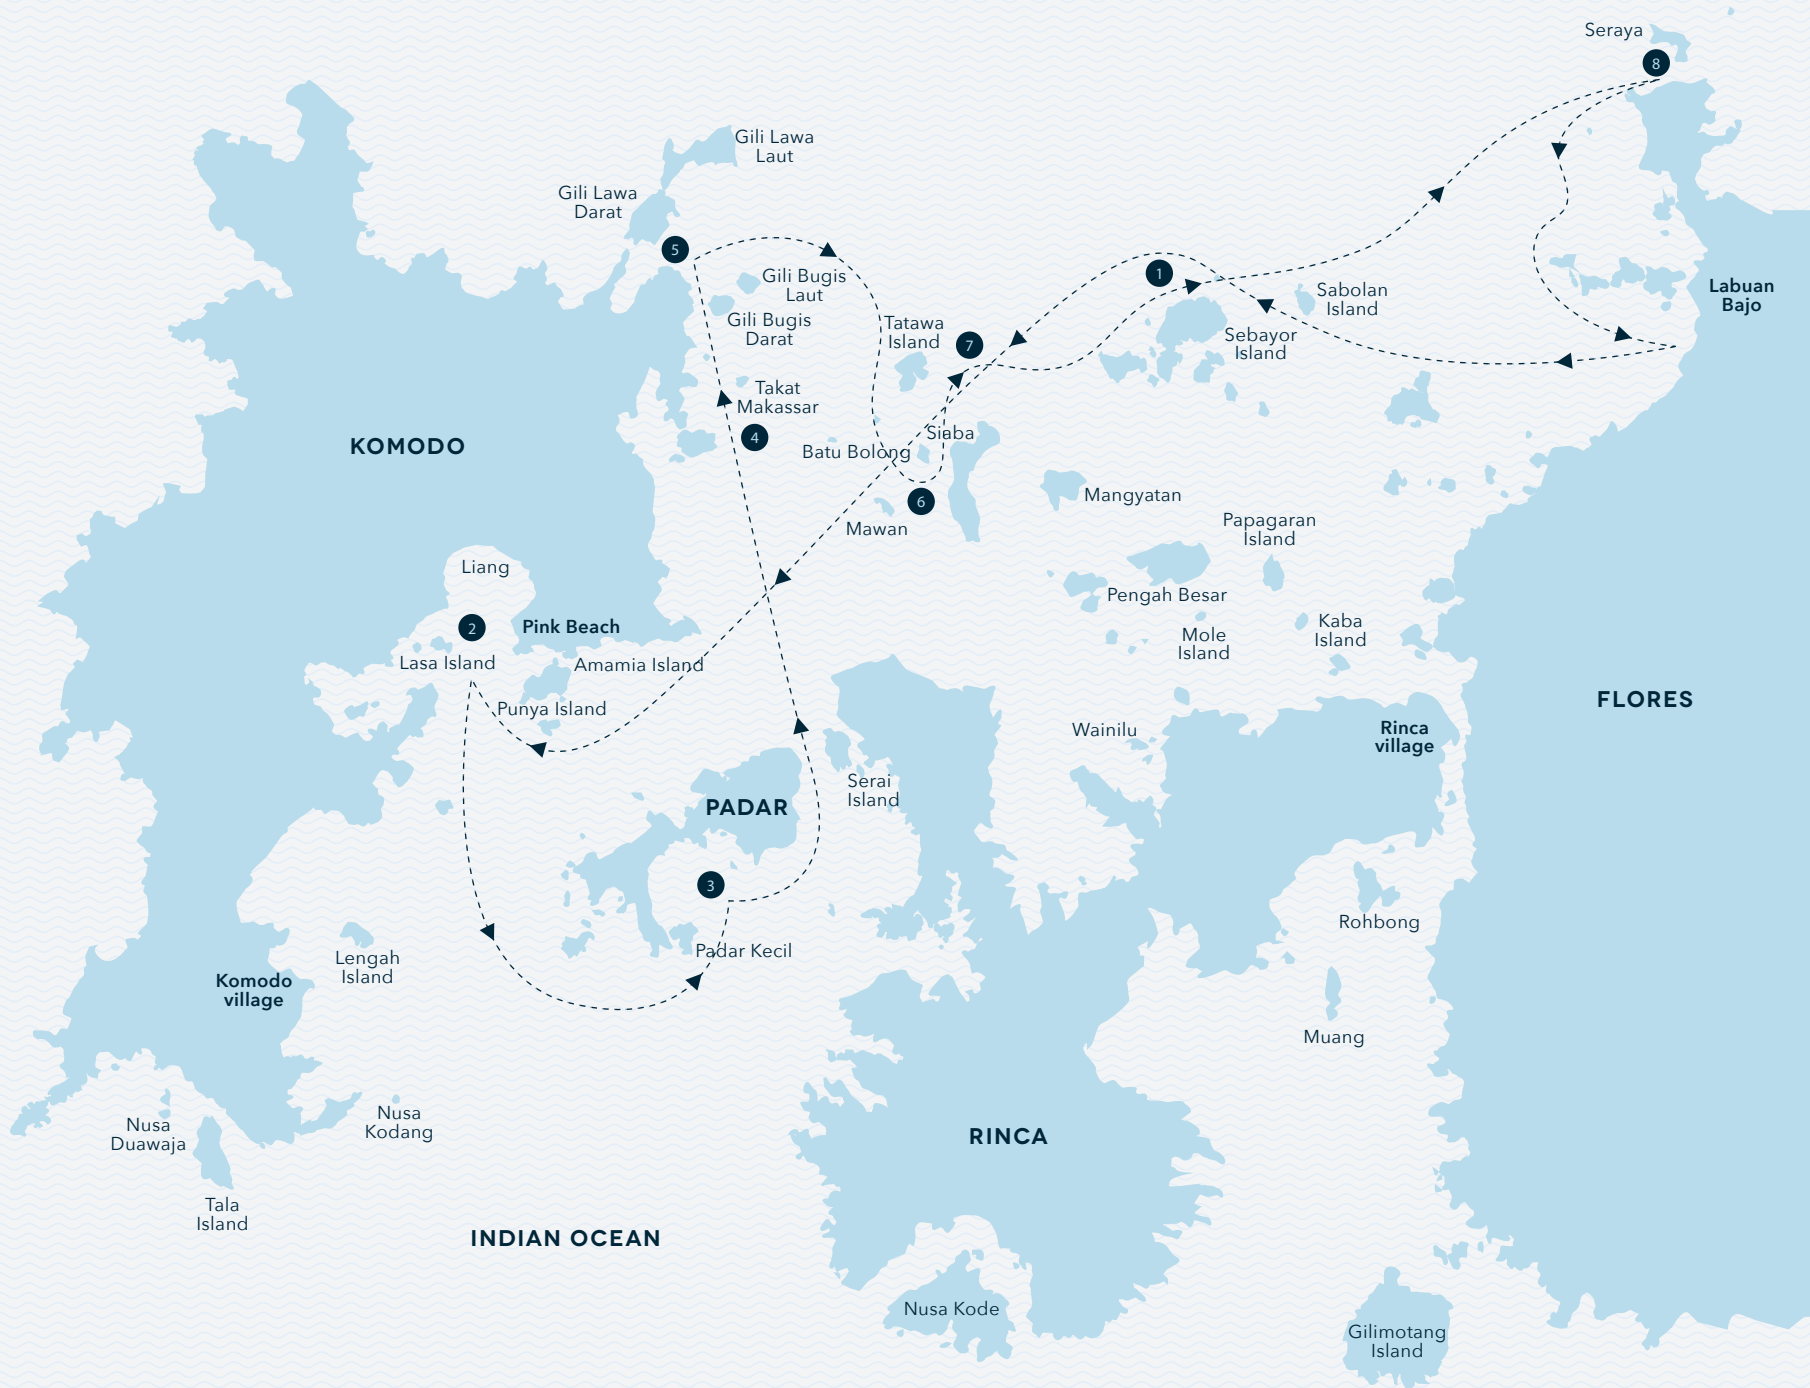 Seraya
8
Gili Lawa
Laut
Gili Lawa
Darat
5
Gili Bugis
Laut
Gili Bugis
Darat
1
Sabolan
Island
Labuan
Bajo
Tatawa
Island
7
Sebayor
Island
Takat
Makassar
4
KOMODO
Siaba
Batu Bolong
6
Mawan
Mangyatan
Papagaran
Island
Liang
2
Pink Beach
Lasa Island
Amamia Island
Punya Island
Pengah Besar
Mole
Island
Kaba
Island
FLORES
Wainilu
Rinca
village
Serai
Island
PADAR
3
Padar Kecil
Rohbong
Lengah
Island
Komodo
village
Muang
Nusa
Duawaja
Nusa
Kodang
Tala
Island
RINCA
INDIAN OCEAN
Nusa Kode
Gilimotang
Island